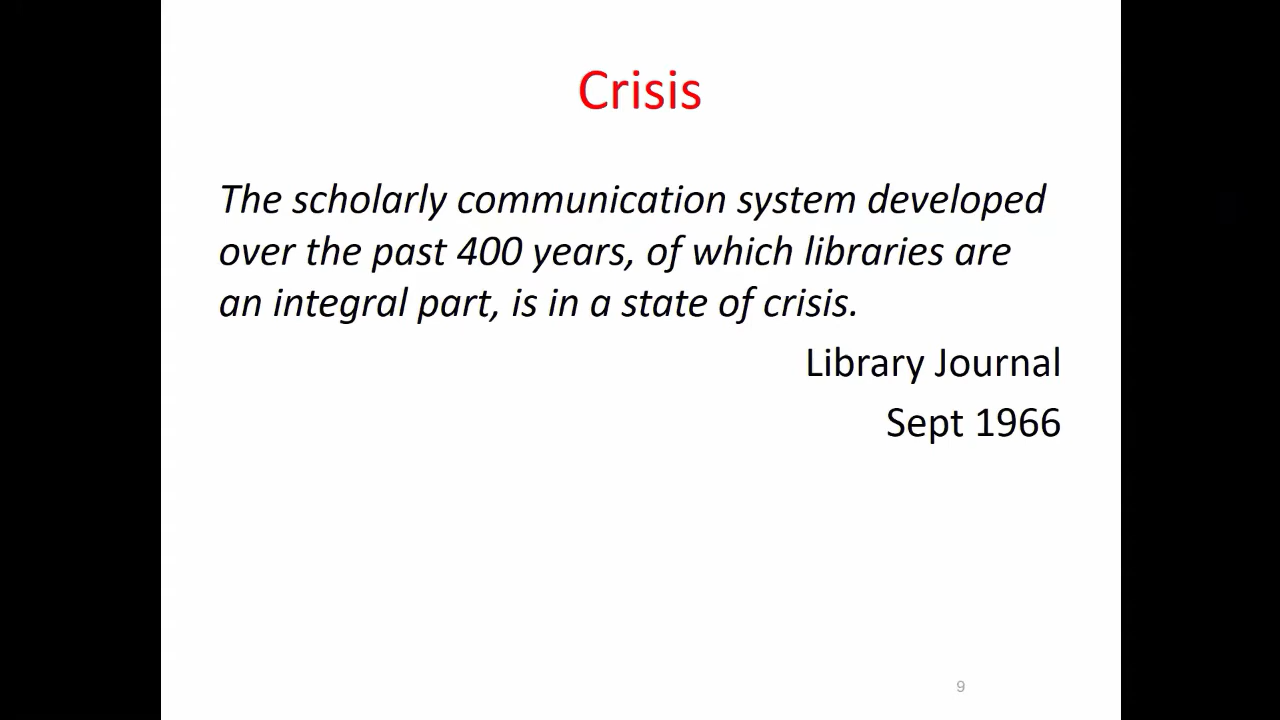 Crisis
The scholarly communication system developed
over the past 400 years, of which libraries are
an integral part, is in a state of crisis.
Library Journal
Sept 1966
9